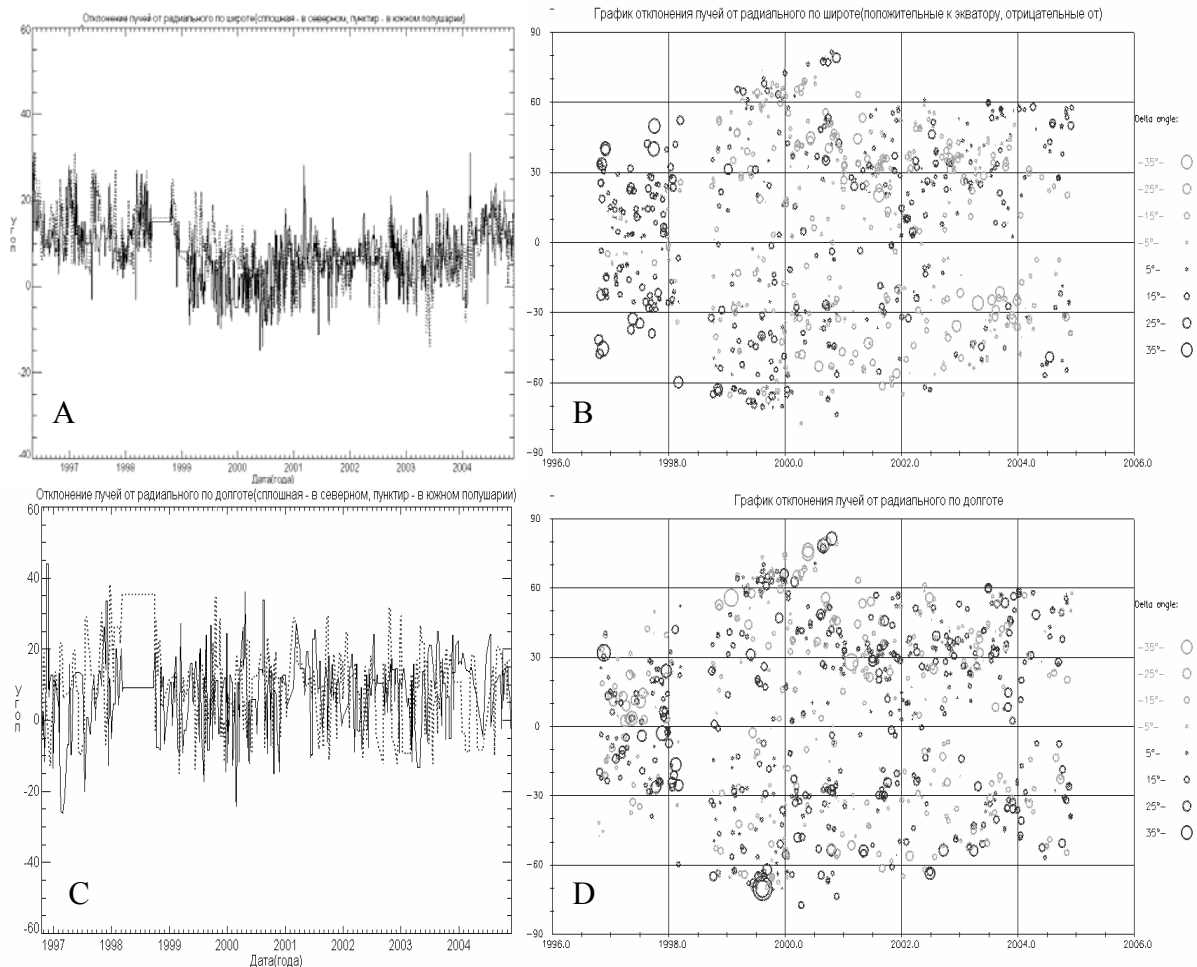 Отклонение лучей от радиального по широте(сплошная - в северном, пунктир - в южном полушарии)
60
40
20
0
-20
-40
Угол
1997 1998 1999 2000 2001 2002 2003 2004
Дата(года)
A
График отклонения лучей от радиального по широте(положительные к экватору, отрицательные от)
90
60
30
0
-30
-60
-90
1996.0 1998.0 2000.0 2002.0 2004.0 2006.0
Delta angle:
-35°-
-25°-
-15°-
-5°-
5°-
15°-
25°-
35°-
B
Отклонение лучей от радиального по долготе(сплошная - в северном, пунктир - в южном полушарии)
60
40
20
0
-20
-40
-60
Угол
1997 1998 1999 2000 2001 2002 2003 2004
Дата(года)
C
График отклонения лучей от радиального по долготе
90
60
30
0
-30
-60
-90
1996.0 1998.0 2000.0 2002.0 2004.0 2006.0
Delta angle:
-35°-
-25°-
-15°-
-5°-
5°-
15°-
25°-
35°-
D